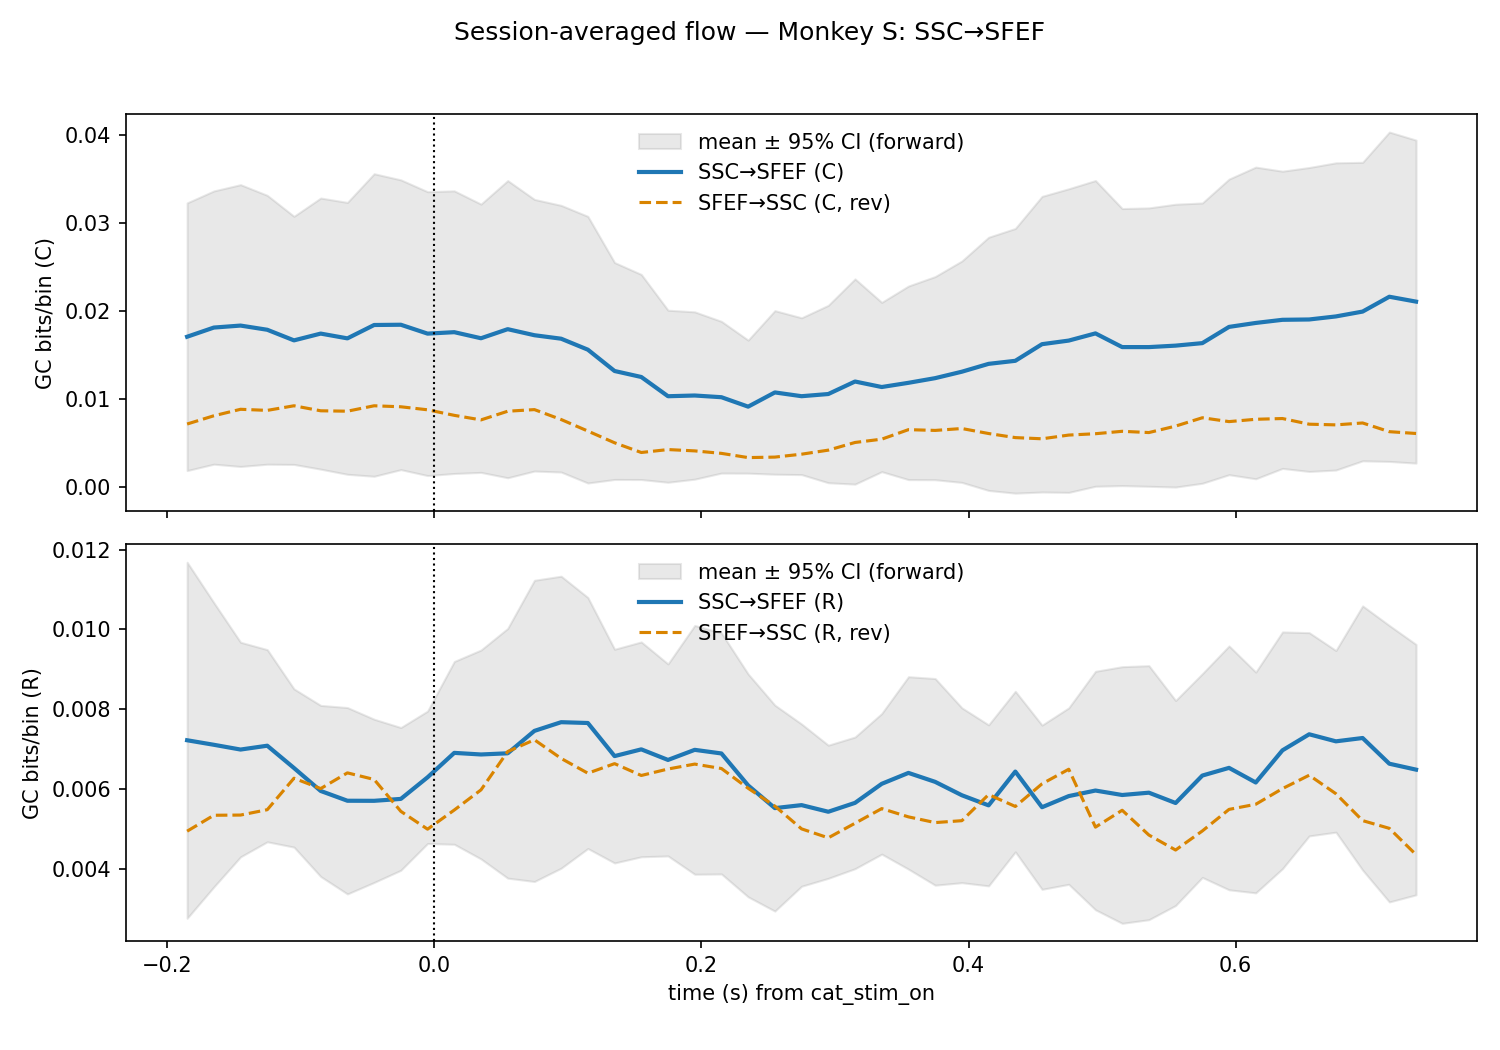 Session-averaged flow — Monkey S: SSC→SFEF
0.04
0.03
0.02
0.01
0.00
GC bits/bin (C)
mean ± 95% CI (forward)
SSC→SFEF (C)
SFEF→SSC (C, rev)
0.012
0.010
0.008
0.006
0.004
GC bits/bin (R)
mean ± 95% CI (forward)
SSC→SFEF (R)
SFEF→SSC (R, rev)
−0.2 0.0 0.2 0.4 0.6
time (s) from cat_stim_on